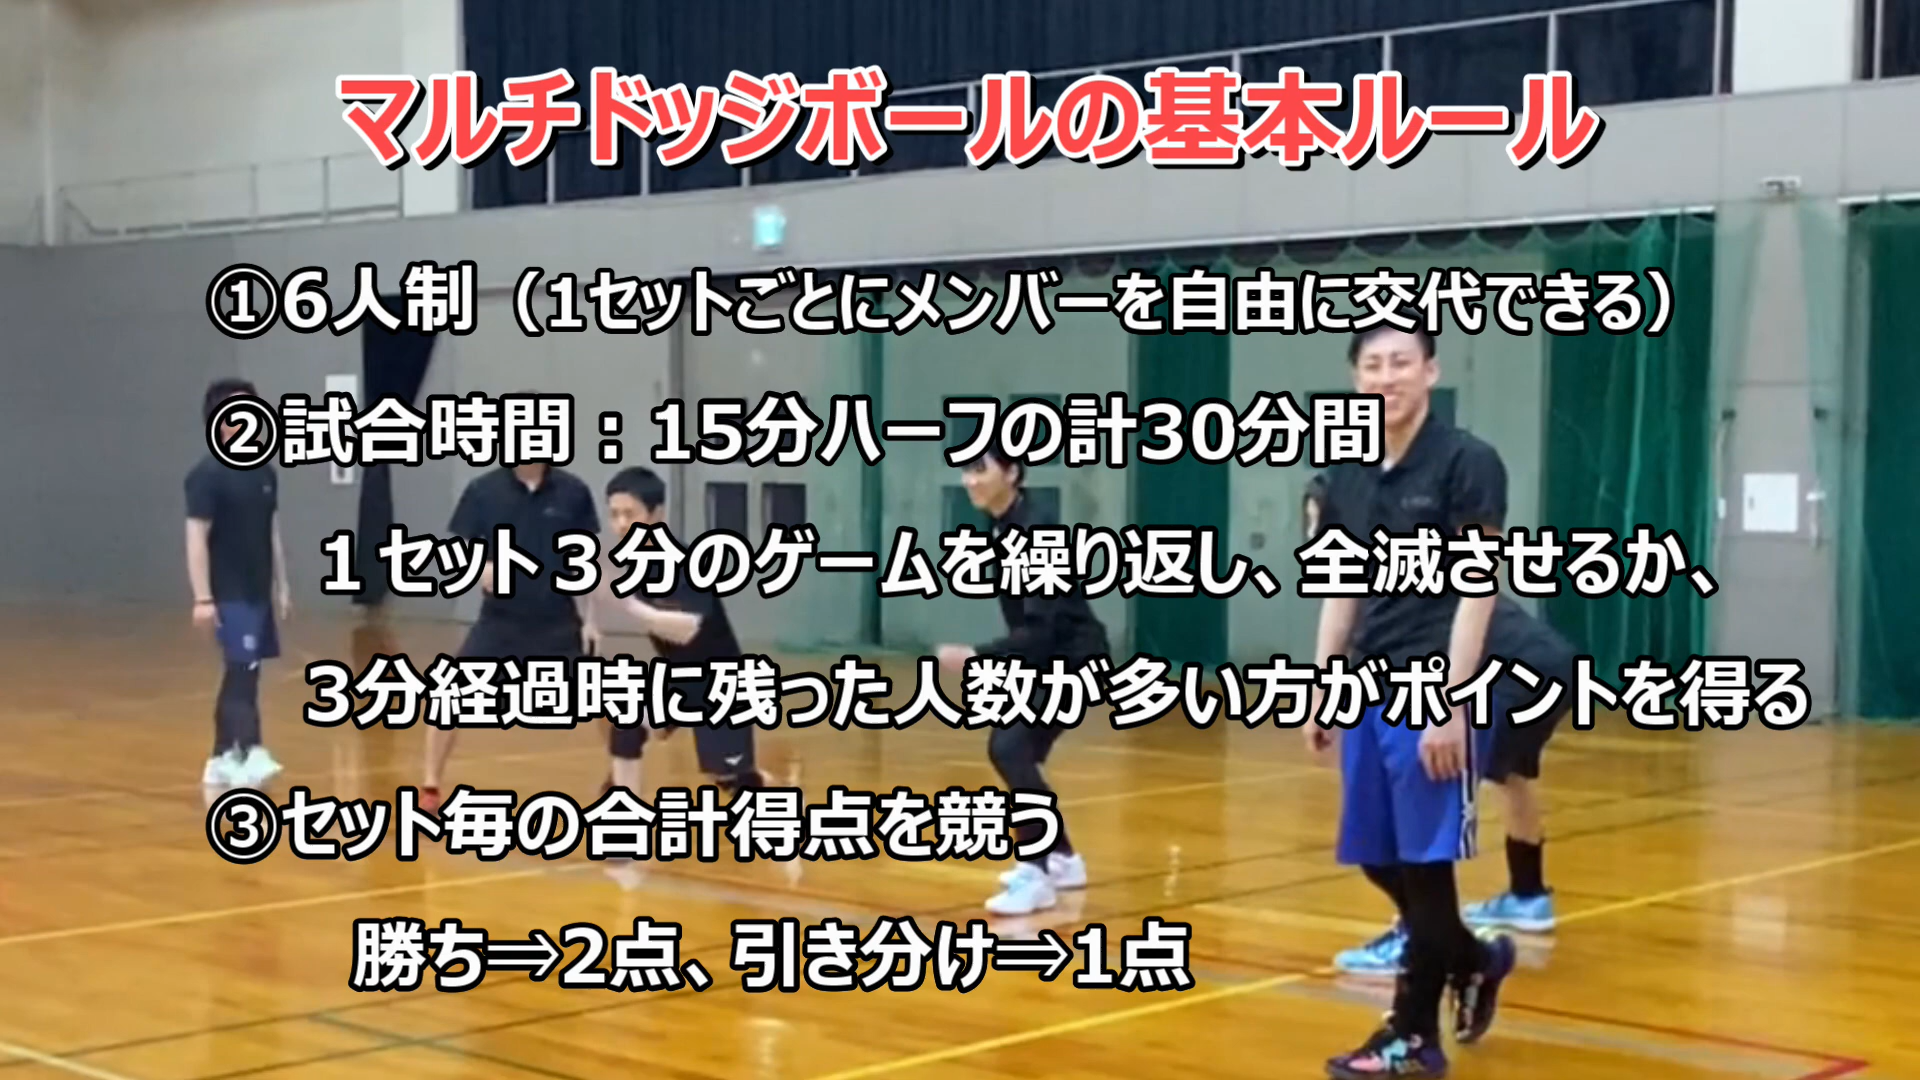 マルチドッジボールの基本ルール
①6人制（1セットごとにメンバーを自由に交代できる）
②試合時間：15分ハーフの計30分間
１セット３分のゲームを繰り返し、全滅させるか、
3分経過時に残った人数が多い方がポイントを得る
③セット毎の合計得点を競う
勝ち⇒2点、引き分け⇒1点